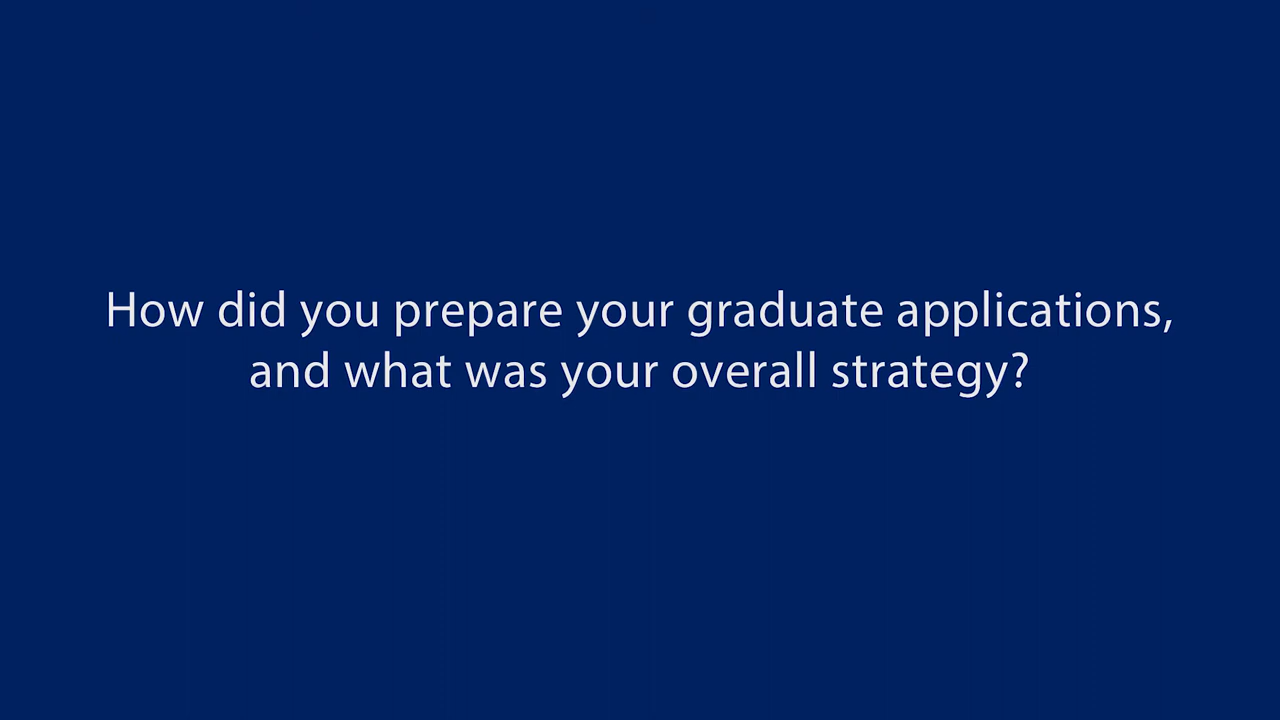 How did you prepare your graduate applications,
and what was your overall strategy?